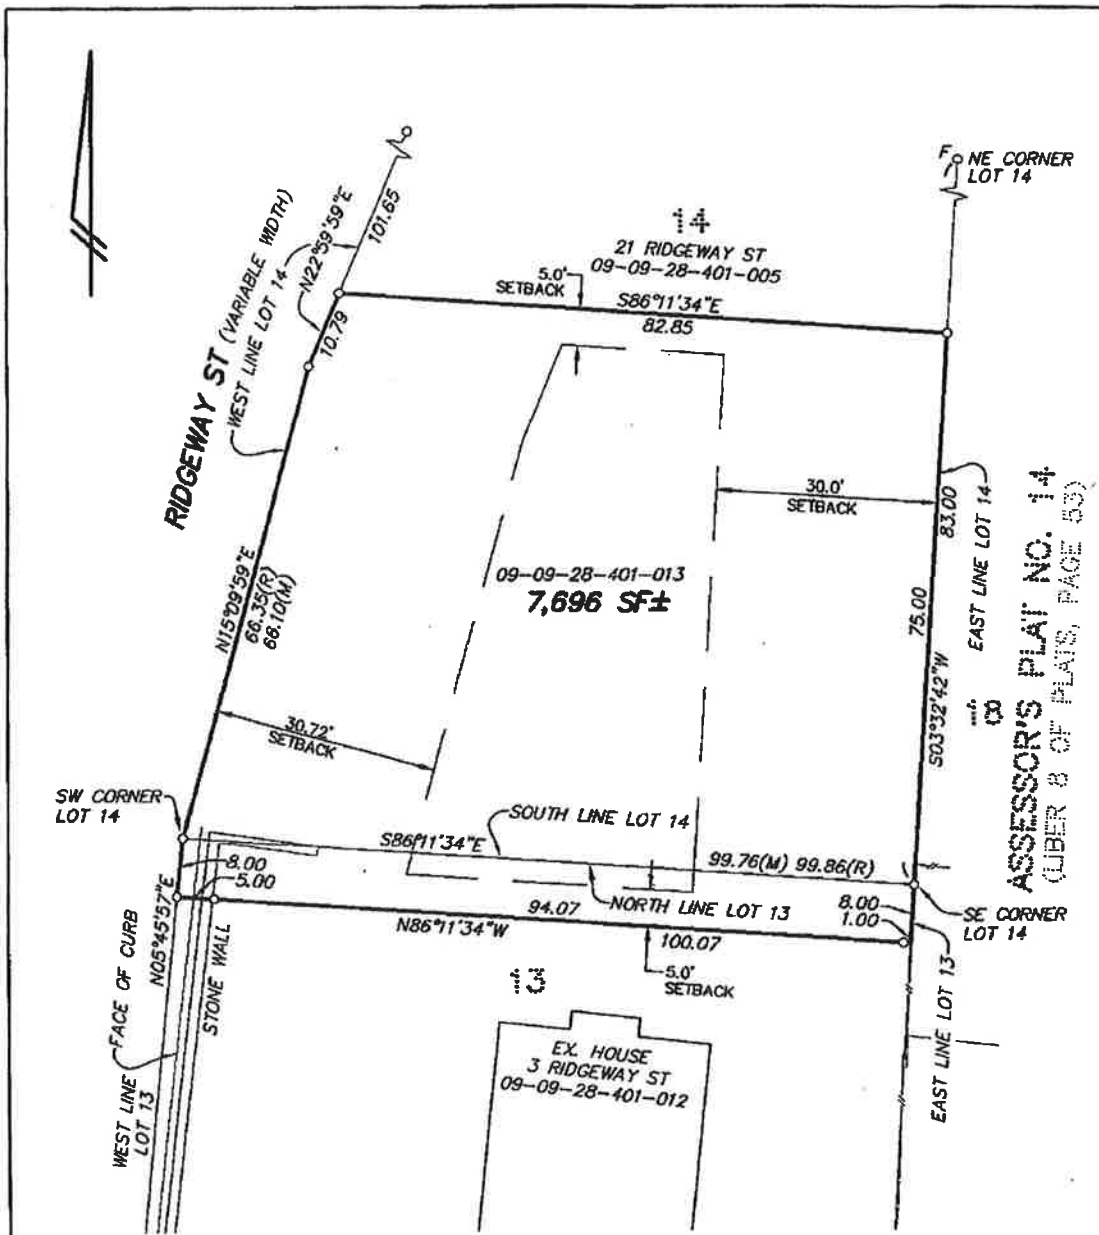 F
NE CORNER
LOT 14
14
21 RIDGEWAY ST
09-09-28-401-005
5.0'
SETBACK
S86°11'34"E
82.85
101.65
N22°59'59"E
10.79
RIDGEWAY ST (VARIABLE WIDTH)
WEST LINE LOT 14
N15°09'59"E
66.35(R)
66.10(M)
30.0'
SETBACK
09-09-28-401-013
7,696 SF±
83.00
75.00
EAST LINE LOT 14
S03°32'42"W
18
ASSESSOR'S PLAT NO. 14
(LIBER 8 OF PLATS, PAGE 53)
30.72'
SETBACK
SW CORNER
LOT 14
SOUTH LINE LOT 14
S86°11'34"E
99.76(M) 99.86(R)
8.00
5.00
N05°45'57"E
94.07
NORTH LINE LOT 13
8.00
1.00
SE CORNER
LOT 14
N86°11'34"W
100.07
5.0'
SETBACK
13
FACE OF CURB
STONE WALL
WEST LINE
LOT 13
EAST LINE LOT 13
EX. HOUSE
3 RIDGEWAY ST
09-09-28-401-012